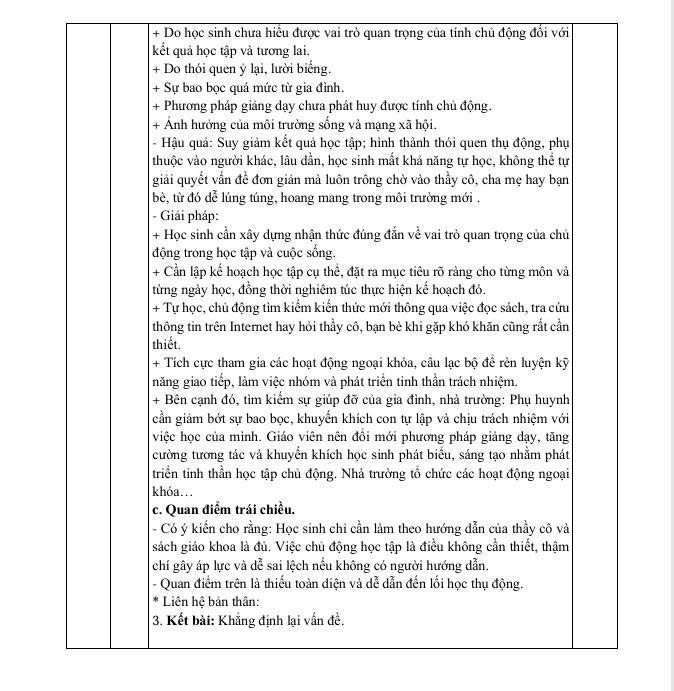 + Do học sinh chưa hiểu được vai trò quan trọng của tính chủ động đối với
kết quả học tập và tương lai.
+ Do thói quen ỷ lại, lười biếng.
+ Sự bao bọc quá mức từ gia đình.
+ Phương pháp giảng dạy chưa phát huy được tính chủ động.
+ Ảnh hưởng của môi trường sống và mạng xã hội.
- Hậu quả: Suy giảm kết quả học tập; hình thành thói quen thụ động, phụ
thuộc vào người khác, lâu dần, học sinh mất khả năng tự học, không thể tự
giải quyết vấn đề đơn giản mà luôn trông chờ vào thầy cô, cha mẹ hay bạn
bè, từ đó dễ lúng túng, hoang mang trong môi trường mới .
- Giải pháp:
+ Học sinh cần xây dựng nhận thức đúng đắn về vai trò quan trọng của chủ
động trong học tập và cuộc sống.
+ Cần lập kế hoạch học tập cụ thể, đặt ra mục tiêu rõ ràng cho từng môn và
từng ngày học, đồng thời nghiêm túc thực hiện kế hoạch đó.
+ Tự học, chủ động tìm kiếm kiến thức mới thông qua việc đọc sách, tra cứu
thông tin trên Internet hay hỏi thầy cô, bạn bè khi gặp khó khăn cũng rất cần
thiết.
+ Tích cực tham gia các hoạt động ngoại khóa, câu lạc bộ để rèn luyện kỹ
năng giao tiếp, làm việc nhóm và phát triển tinh thần trách nhiệm.
+ Bên cạnh đó, tìm kiếm sự giúp đỡ của gia đình, nhà trường: Phụ huynh
cần giảm bớt sự bao bọc, khuyến khích con tự lập và chịu trách nhiệm với
việc học của mình. Giáo viên nên đổi mới phương pháp giảng dạy, tăng
cường tương tác và khuyến khích học sinh phát biểu, sáng tạo nhằm phát
triển tinh thần học tập chủ động. Nhà trường tổ chức các hoạt động ngoại
khóa…
c. Quan điểm trái chiều.
- Có ý kiến cho rằng: Học sinh chỉ cần làm theo hướng dẫn của thầy cô và
sách giáo khoa là đủ. Việc chủ động học tập là điều không cần thiết, thậm
chí gây áp lực và dễ sai lệch nếu không có người hướng dẫn.
- Quan điểm trên là thiếu toàn diện và dễ dẫn đến lối học thụ động.
* Liên hệ bản thân:
3. Kết bài: Khẳng định lại vấn đề.